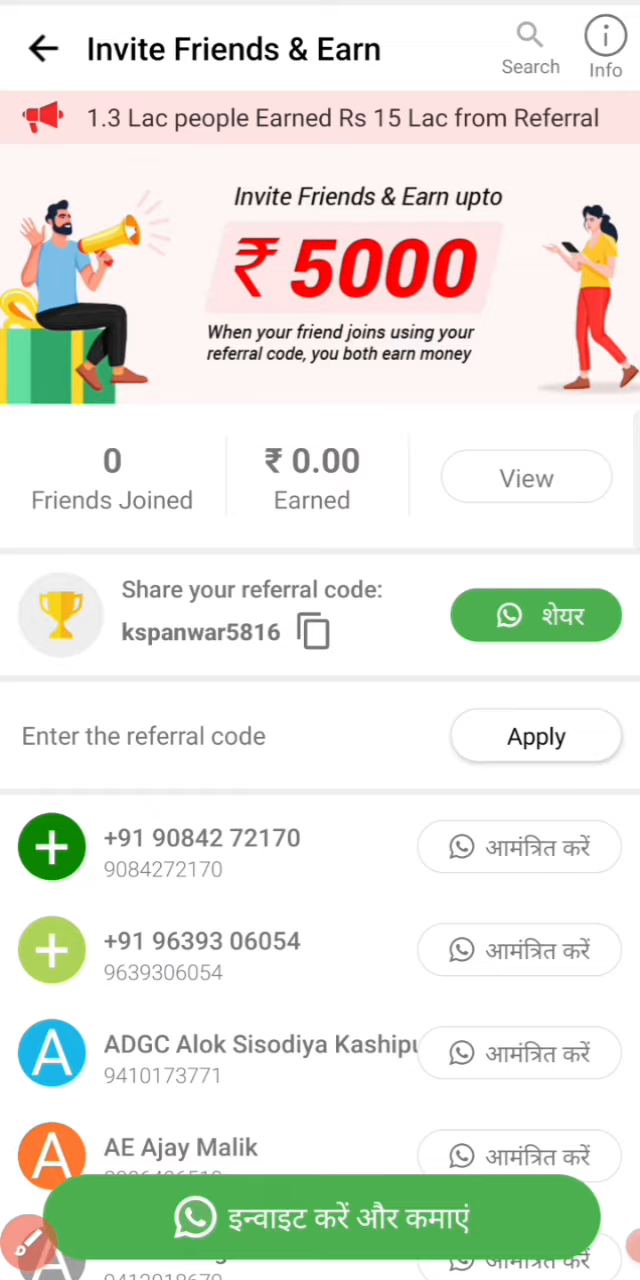 Invite Friends & Earn
Search
Info
1.3 Lac people Earned Rs 15 Lac from Referral
Invite Friends & Earn upto
₹ 5000
When your friend joins using your
referral code, you both earn money
0
₹ 0.00
View
Friends Joined
Earned
Share your referral code:
kspanwar5816
शेयर
Enter the referral code
Apply
+91 90842 72170
9084272170
आमंत्रित करें
+91 96393 06054
9639306054
आमंत्रित करें
A
ADGC Alok Sisodiya Kashipu
9410173771
आमंत्रित करें
A
AE Ajay Malik
आमंत्रित करें
इन्वाइट करें और कमाएं
आमंत्रित करें